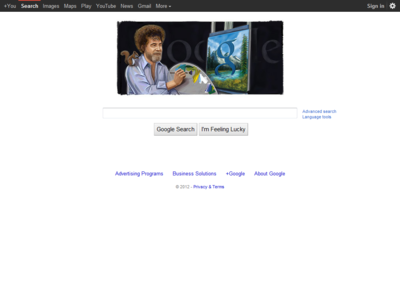 +You Search Images Maps Play YouTube News Gmail More Sign in
Google
Advanced search
Language tools
Google Search I'm Feeling Lucky
Advertising Programs Business Solutions +Google About Google
© 2012 - Privacy & Terms